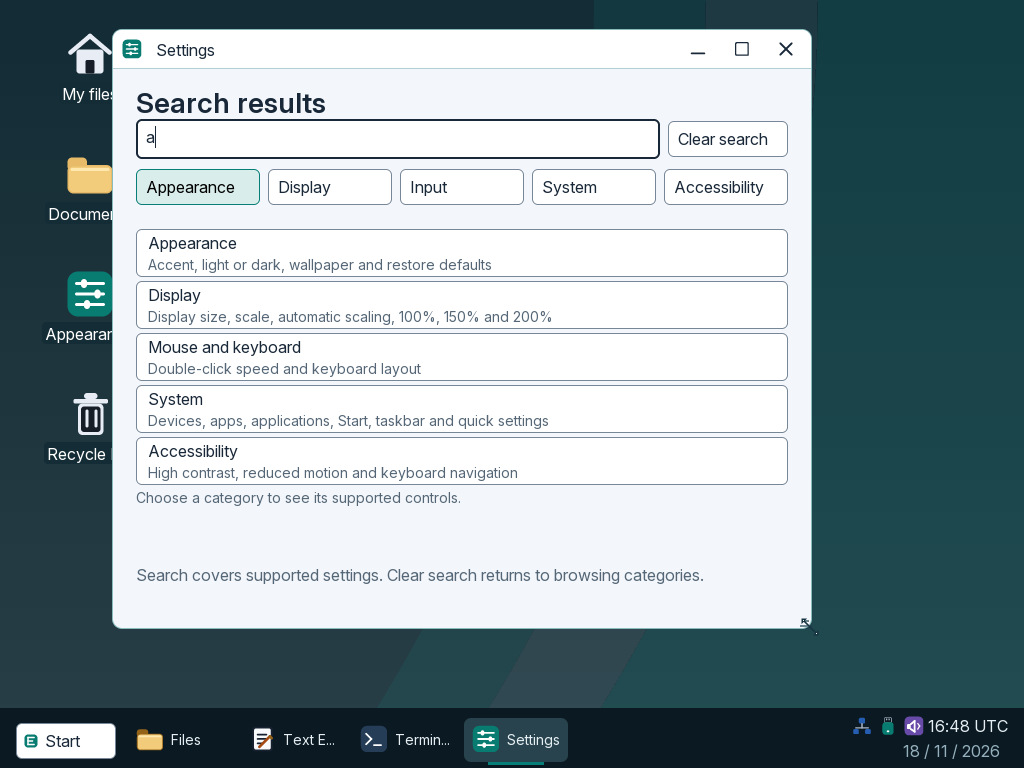 Settings
My files
Search results
a
Clear search
Appearance
Display
Input
System
Accessibility
Appearance
Accent, light or dark, wallpaper and restore defaults
Display
Display size, scale, automatic scaling, 100%, 150% and 200%
Mouse and keyboard
Double-click speed and keyboard layout
System
Devices, apps, applications, Start, taskbar and quick settings
Accessibility
High contrast, reduced motion and keyboard navigation
Choose a category to see its supported controls.
Search covers supported settings. Clear search returns to browsing categories.
Documen
Appearan
Recycle
Start
Files
Text E...
Termin...
Settings
16:48 UTC
18 / 11 / 2026